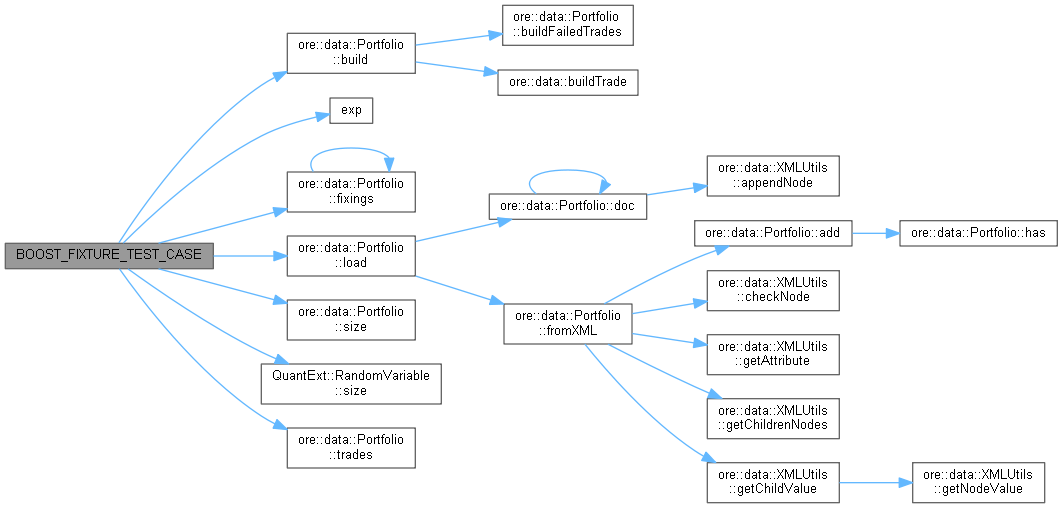 BOOST_FIXTURE_TEST_CASE
ore::data::Portfolio
::build
ore::data::Portfolio
::buildFailedTrades
ore::data::buildTrade
exp
ore::data::Portfolio
::fixings
ore::data::Portfolio
::load
ore::data::Portfolio::doc
ore::data::XMLUtils
::appendNode
ore::data::Portfolio
::fromXML
ore::data::Portfolio::add
ore::data::Portfolio::has
ore::data::XMLUtils
::checkNode
ore::data::XMLUtils
::getAttribute
ore::data::XMLUtils
::getChildrenNodes
ore::data::XMLUtils
::getChildValue
ore::data::XMLUtils
::getNodeValue
ore::data::Portfolio
::size
QuantExt::RandomVariable
::size
ore::data::Portfolio
::trades